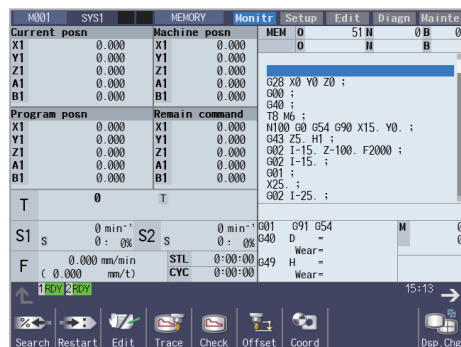 M001 SYS1 MEMORY Monitr Setup Edit Diagn Mainte
Current posn Machine posn MEM O 51 N 0 B 0
X1 0.000 X1 0.000 O N B
Y1 0.000 Y1 0.000
Z1 0.000 Z1 0.000
A1 0.000 A1 0.000
B1 0.000 B1 0.000
G28 X0 Y0 Z0 ;
G00 ;
G40 ;
T8 M6 ;
N100 G0 G54 G90 X15. Y0. ;
G43 Z5. H1 ;
G02 I-15. Z-100. F2000 ;
G02 I-15. ;
G01 ;
X25. ;
G02 I-25. ;
Program posn Remain command
X1 0.000 X1 0.000
Y1 0.000 Y1 0.000
Z1 0.000 Z1 0.000
A1 0.000 A1 0.000
B1 0.000 B1 0.000
T 0 T
S1 S 0 min⁻¹ 0 : 0% S2 S 0 min⁻¹ 0 : 0%
G01 G91 G54 M 0
G40 D =
Wear=
G49 H =
Wear=
F 0.000 mm/min STL 0:00:00
( 0.000 mm/t) CYC 0:00:00
1RDY 2RDY 15:13
Search Restart Edit Trace Check Offset Coord Dsp.Chg